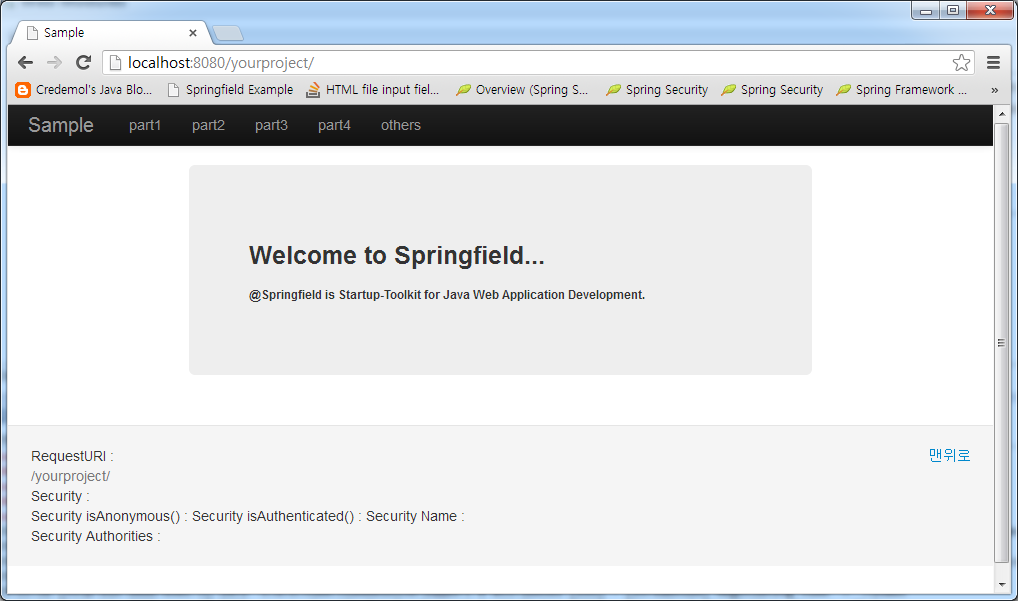 Sample
localhost:8080/yourproject/
Credemol's Java Blo... Springfield Example HTML file input fiel... Overview (Spring S... Spring Security Spring Security Spring Framework ... »
Sample part1 part2 part3 part4 others
Welcome to Springfield...
@Springfield is Startup-Toolkit for Java Web Application Development.
RequestURI : 맨위로
/yourproject/
Security :
Security isAnonymous() : Security isAuthenticated() : Security Name :
Security Authorities :